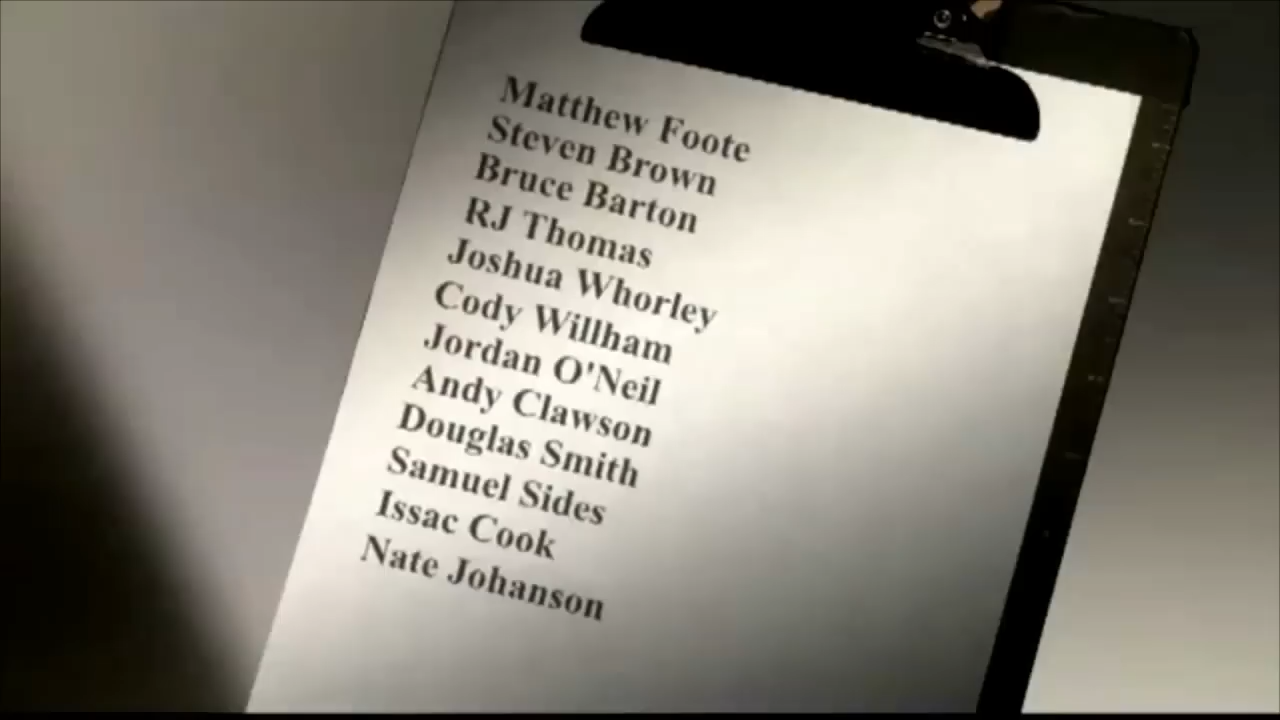 Matthew Foote
Steven Brown
Bruce Barton
RJ Thomas
Joshua Whorley
Cody Willham
Jordan O'Neil
Andy Clawson
Douglas Smith
Samuel Sides
Issac Cook
Nate Johanson